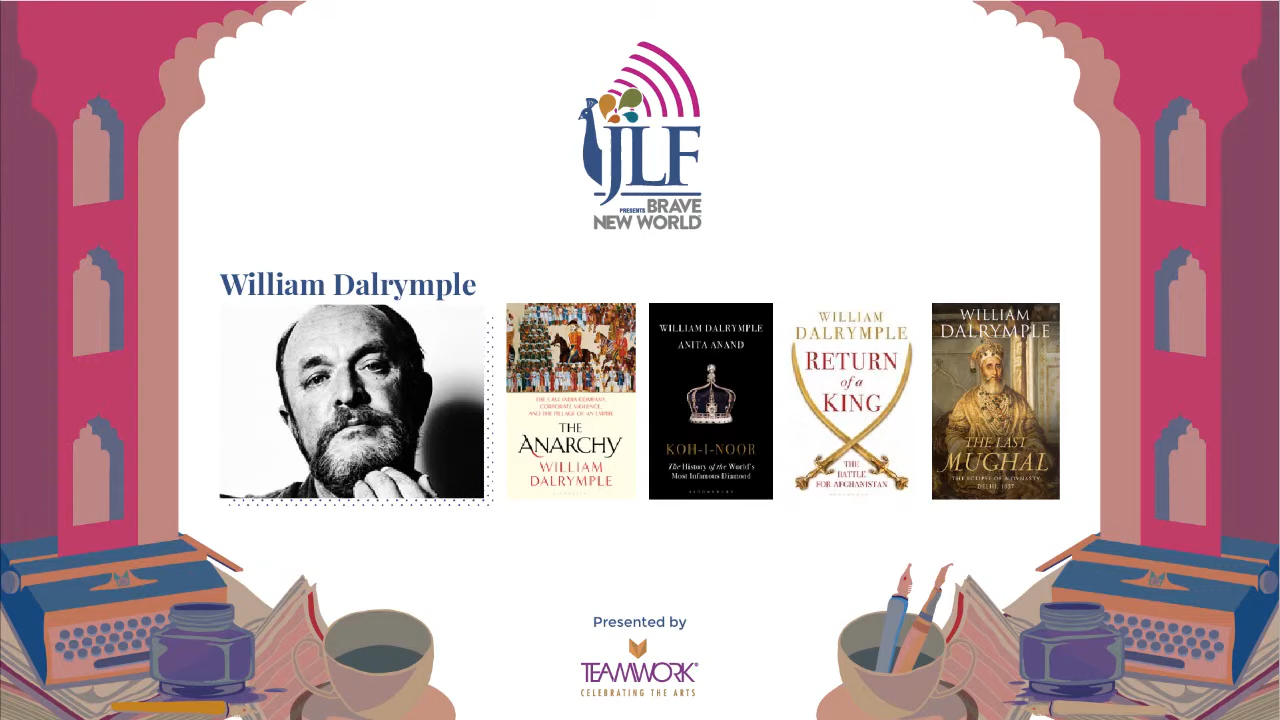 JLF
PRESENTS BRAVE
NEW WORLD
William Dalrymple
THE EAST INDIA COMPANY,
CORPORATE VIOLENCE,
AND THE PILLAGE OF AN EMPIRE
THE
ANARCHY
WILLIAM
DALRYMPLE
WILLIAM DALRYMPLE
ANITA ANAND
KOH-I-NOOR
The History of the World's
Most Infamous Diamond
BLOOMSBURY
WILLIAM
DALRYMPLE
RETURN
of a
KING
THE
BATTLE
FOR AFGHANISTAN
WILLIAM
DALRYMPLE
THE LAST
MUGHAL
THE ECLIPSE OF A DYNASTY,
DELHI, 1857
Presented by
TEAMWORK®
CELEBRATING THE ARTS